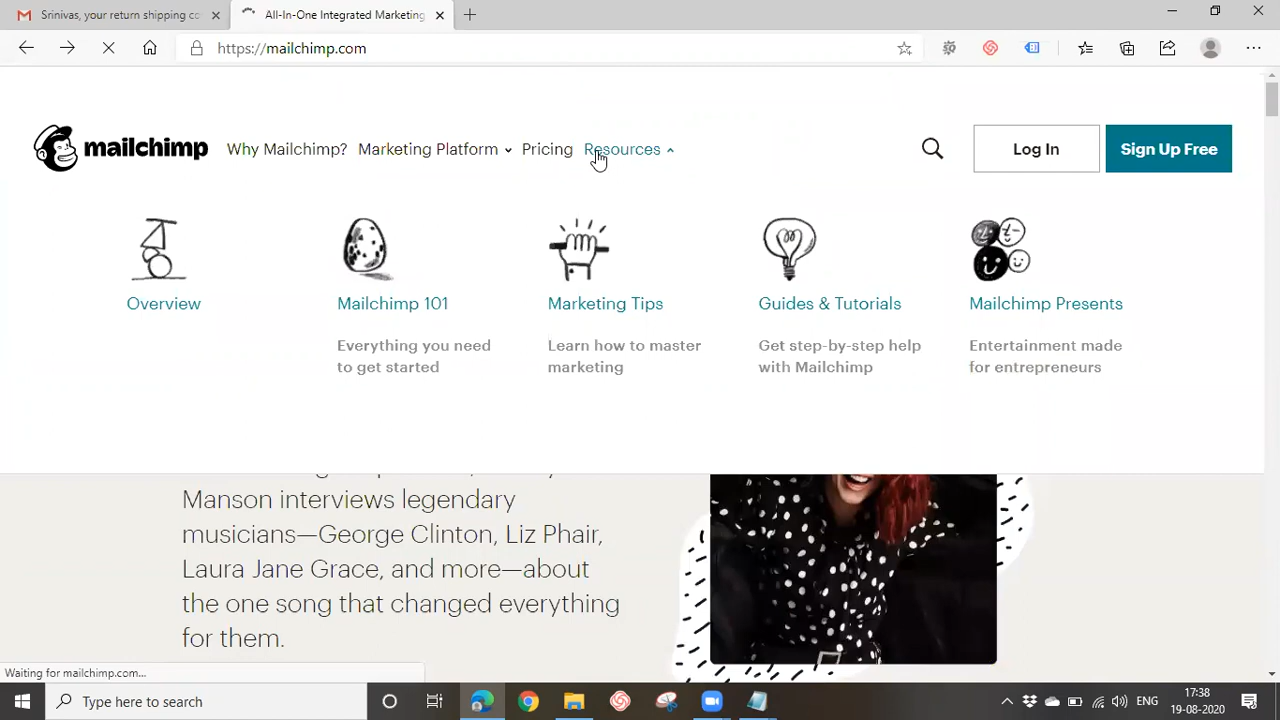 Srinivas, your return shipping co
All-In-One Integrated Marketing
https://mailchimp.com
mailchimp
Why Mailchimp?
Marketing Platform
Pricing
Resources
Log In
Sign Up Free
Overview
Mailchimp 101
Everything you need
to get started
Marketing Tips
Learn how to master
marketing
Guides & Tutorials
Get step-by-step help
with Mailchimp
Mailchimp Presents
Entertainment made
for entrepreneurs
Manson interviews legendary
musicians—George Clinton, Liz Phair,
Laura Jane Grace, and more—about
the one song that changed everything
for them.
Waiting for mailchimp.com...
Type here to search
ENG
17:38
19-08-2020